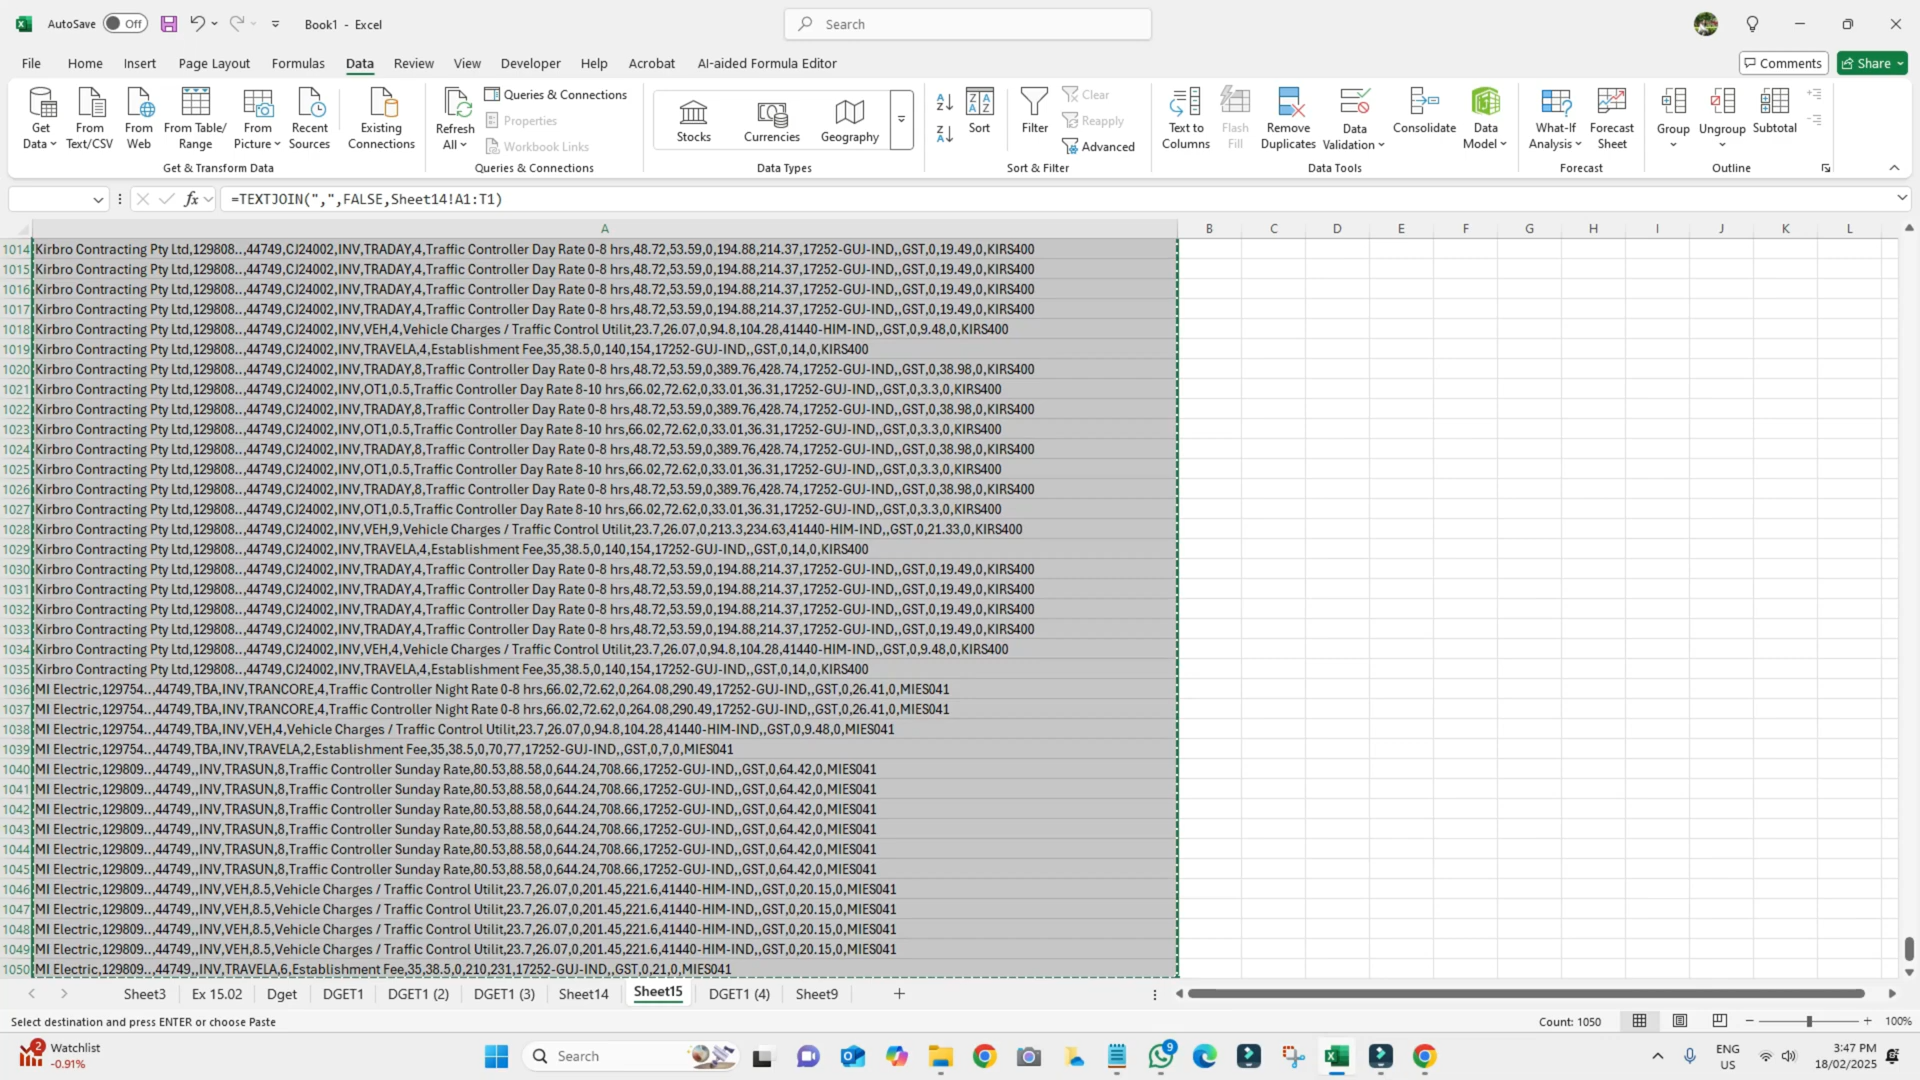 AutoSave Off Book1 - Excel Search
File Home Insert Page Layout Formulas Data Review View Developer Help Acrobat AI-aided Formula Editor Comments Share
Get Data From Text/CSV From Web From Table/ Range From Picture Recent Sources Existing Connections
Get & Transform Data
Refresh All Queries & Connections Properties Workbook Links
Queries & Connections
Stocks Currencies Geography
Data Types
Sort Filter Clear Reapply Advanced
Sort & Filter
Text to Columns Flash Fill Remove Duplicates Data Validation Consolidate Data Model
Data Tools
What-If Analysis Forecast Sheet
Forecast
Group Ungroup Subtotal
Outline
fx =TEXTJOIN(",",FALSE,Sheet14!A1:T1)
A B C D E F G H I J K L
1014 Kirbro Contracting Pty Ltd,129808..,44749,CJ24002,INV,TRADAY,4,Traffic Controller Day Rate 0-8 hrs,48.72,53.59,0,194.88,214.37,17252-GUJ-IND,,GST,0,19.49,0,KIRS400
1015 Kirbro Contracting Pty Ltd,129808..,44749,CJ24002,INV,TRADAY,4,Traffic Controller Day Rate 0-8 hrs,48.72,53.59,0,194.88,214.37,17252-GUJ-IND,,GST,0,19.49,0,KIRS400
1016 Kirbro Contracting Pty Ltd,129808..,44749,CJ24002,INV,TRADAY,4,Traffic Controller Day Rate 0-8 hrs,48.72,53.59,0,194.88,214.37,17252-GUJ-IND,,GST,0,19.49,0,KIRS400
1017 Kirbro Contracting Pty Ltd,129808..,44749,CJ24002,INV,TRADAY,4,Traffic Controller Day Rate 0-8 hrs,48.72,53.59,0,194.88,214.37,17252-GUJ-IND,,GST,0,19.49,0,KIRS400
1018 Kirbro Contracting Pty Ltd,129808..,44749,CJ24002,INV,VEH,4,Vehicle Charges / Traffic Control Utilit,23.7,26.07,0,94.8,104.28,41440-HIM-IND,,GST,0,9.48,0,KIRS400
1019 Kirbro Contracting Pty Ltd,129808..,44749,CJ24002,INV,TRAVELA,4,Establishment Fee,35,38.5,0,140,154,17252-GUJ-IND,,GST,0,14,0,KIRS400
1020 Kirbro Contracting Pty Ltd,129808..,44749,CJ24002,INV,TRADAY,8,Traffic Controller Day Rate 0-8 hrs,48.72,53.59,0,389.76,428.74,17252-GUJ-IND,,GST,0,38.98,0,KIRS400
1021 Kirbro Contracting Pty Ltd,129808..,44749,CJ24002,INV,OT1,0.5,Traffic Controller Day Rate 8-10 hrs,66.02,72.62,0,33.01,36.31,17252-GUJ-IND,,GST,0,3.3,0,KIRS400
1022 Kirbro Contracting Pty Ltd,129808..,44749,CJ24002,INV,TRADAY,8,Traffic Controller Day Rate 0-8 hrs,48.72,53.59,0,389.76,428.74,17252-GUJ-IND,,GST,0,38.98,0,KIRS400
1023 Kirbro Contracting Pty Ltd,129808..,44749,CJ24002,INV,OT1,0.5,Traffic Controller Day Rate 8-10 hrs,66.02,72.62,0,33.01,36.31,17252-GUJ-IND,,GST,0,3.3,0,KIRS400
1024 Kirbro Contracting Pty Ltd,129808..,44749,CJ24002,INV,TRADAY,8,Traffic Controller Day Rate 0-8 hrs,48.72,53.59,0,389.76,428.74,17252-GUJ-IND,,GST,0,38.98,0,KIRS400
1025 Kirbro Contracting Pty Ltd,129808..,44749,CJ24002,INV,OT1,0.5,Traffic Controller Day Rate 8-10 hrs,66.02,72.62,0,33.01,36.31,17252-GUJ-IND,,GST,0,3.3,0,KIRS400
1026 Kirbro Contracting Pty Ltd,129808..,44749,CJ24002,INV,TRADAY,8,Traffic Controller Day Rate 0-8 hrs,48.72,53.59,0,389.76,428.74,17252-GUJ-IND,,GST,0,38.98,0,KIRS400
1027 Kirbro Contracting Pty Ltd,129808..,44749,CJ24002,INV,OT1,0.5,Traffic Controller Day Rate 8-10 hrs,66.02,72.62,0,33.01,36.31,17252-GUJ-IND,,GST,0,3.3,0,KIRS400
1028 Kirbro Contracting Pty Ltd,129808..,44749,CJ24002,INV,VEH,9,Vehicle Charges / Traffic Control Utilit,23.7,26.07,0,213.3,234.63,41440-HIM-IND,,GST,0,21.33,0,KIRS400
1029 Kirbro Contracting Pty Ltd,129808..,44749,CJ24002,INV,TRAVELA,4,Establishment Fee,35,38.5,0,140,154,17252-GUJ-IND,,GST,0,14,0,KIRS400
1030 Kirbro Contracting Pty Ltd,129808..,44749,CJ24002,INV,TRADAY,4,Traffic Controller Day Rate 0-8 hrs,48.72,53.59,0,194.88,214.37,17252-GUJ-IND,,GST,0,19.49,0,KIRS400
1031 Kirbro Contracting Pty Ltd,129808..,44749,CJ24002,INV,TRADAY,4,Traffic Controller Day Rate 0-8 hrs,48.72,53.59,0,194.88,214.37,17252-GUJ-IND,,GST,0,19.49,0,KIRS400
1032 Kirbro Contracting Pty Ltd,129808..,44749,CJ24002,INV,TRADAY,4,Traffic Controller Day Rate 0-8 hrs,48.72,53.59,0,194.88,214.37,17252-GUJ-IND,,GST,0,19.49,0,KIRS400
1033 Kirbro Contracting Pty Ltd,129808..,44749,CJ24002,INV,TRADAY,4,Traffic Controller Day Rate 0-8 hrs,48.72,53.59,0,194.88,214.37,17252-GUJ-IND,,GST,0,19.49,0,KIRS400
1034 Kirbro Contracting Pty Ltd,129808..,44749,CJ24002,INV,VEH,4,Vehicle Charges / Traffic Control Utilit,23.7,26.07,0,94.8,104.28,41440-HIM-IND,,GST,0,9.48,0,KIRS400
1035 Kirbro Contracting Pty Ltd,129808..,44749,CJ24002,INV,TRAVELA,4,Establishment Fee,35,38.5,0,140,154,17252-GUJ-IND,,GST,0,14,0,KIRS400
1036 MI Electric,129754..,44749,TBA,INV,TRANCORE,4,Traffic Controller Night Rate 0-8 hrs,66.02,72.62,0,264.08,290.49,17252-GUJ-IND,,GST,0,26.41,0,MIES041
1037 MI Electric,129754..,44749,TBA,INV,TRANCORE,4,Traffic Controller Night Rate 0-8 hrs,66.02,72.62,0,264.08,290.49,17252-GUJ-IND,,GST,0,26.41,0,MIES041
1038 MI Electric,129754..,44749,TBA,INV,VEH,4,Vehicle Charges / Traffic Control Utilit,23.7,26.07,0,94.8,104.28,41440-HIM-IND,,GST,0,9.48,0,MIES041
1039 MI Electric,129754..,44749,TBA,INV,TRAVELA,2,Establishment Fee,35,38.5,0,70,77,17252-GUJ-IND,,GST,0,7,0,MIES041
1040 MI Electric,129809..,44749,,INV,TRASUN,8,Traffic Controller Sunday Rate,80.53,88.58,0,644.24,708.66,17252-GUJ-IND,,GST,0,64.42,0,MIES041
1041 MI Electric,129809..,44749,,INV,TRASUN,8,Traffic Controller Sunday Rate,80.53,88.58,0,644.24,708.66,17252-GUJ-IND,,GST,0,64.42,0,MIES041
1042 MI Electric,129809..,44749,,INV,TRASUN,8,Traffic Controller Sunday Rate,80.53,88.58,0,644.24,708.66,17252-GUJ-IND,,GST,0,64.42,0,MIES041
1043 MI Electric,129809..,44749,,INV,TRASUN,8,Traffic Controller Sunday Rate,80.53,88.58,0,644.24,708.66,17252-GUJ-IND,,GST,0,64.42,0,MIES041
1044 MI Electric,129809..,44749,,INV,TRASUN,8,Traffic Controller Sunday Rate,80.53,88.58,0,644.24,708.66,17252-GUJ-IND,,GST,0,64.42,0,MIES041
1045 MI Electric,129809..,44749,,INV,TRASUN,8,Traffic Controller Sunday Rate,80.53,88.58,0,644.24,708.66,17252-GUJ-IND,,GST,0,64.42,0,MIES041
1046 MI Electric,129809..,44749,,INV,VEH,8.5,Vehicle Charges / Traffic Control Utilit,23.7,26.07,0,201.45,221.6,41440-HIM-IND,,GST,0,20.15,0,MIES041
1047 MI Electric,129809..,44749,,INV,VEH,8.5,Vehicle Charges / Traffic Control Utilit,23.7,26.07,0,201.45,221.6,41440-HIM-IND,,GST,0,20.15,0,MIES041
1048 MI Electric,129809..,44749,,INV,VEH,8.5,Vehicle Charges / Traffic Control Utilit,23.7,26.07,0,201.45,221.6,41440-HIM-IND,,GST,0,20.15,0,MIES041
1049 MI Electric,129809..,44749,,INV,VEH,8.5,Vehicle Charges / Traffic Control Utilit,23.7,26.07,0,201.45,221.6,41440-HIM-IND,,GST,0,20.15,0,MIES041
1050 MI Electric,129809..,44749,,INV,TRAVELA,6,Establishment Fee,35,38.5,0,210,231,17252-GUJ-IND,,GST,0,21,0,MIES041
Sheet3 Ex 15.02 Dget DGET1 DGET1 (2) DGET1 (3) Sheet14 Sheet15 DGET1 (4) Sheet9
Select destination and press ENTER or choose Paste Count: 1050 100%
2 Watchlist -0.91% Search 9 ENG US 3:47 PM 18/02/2025